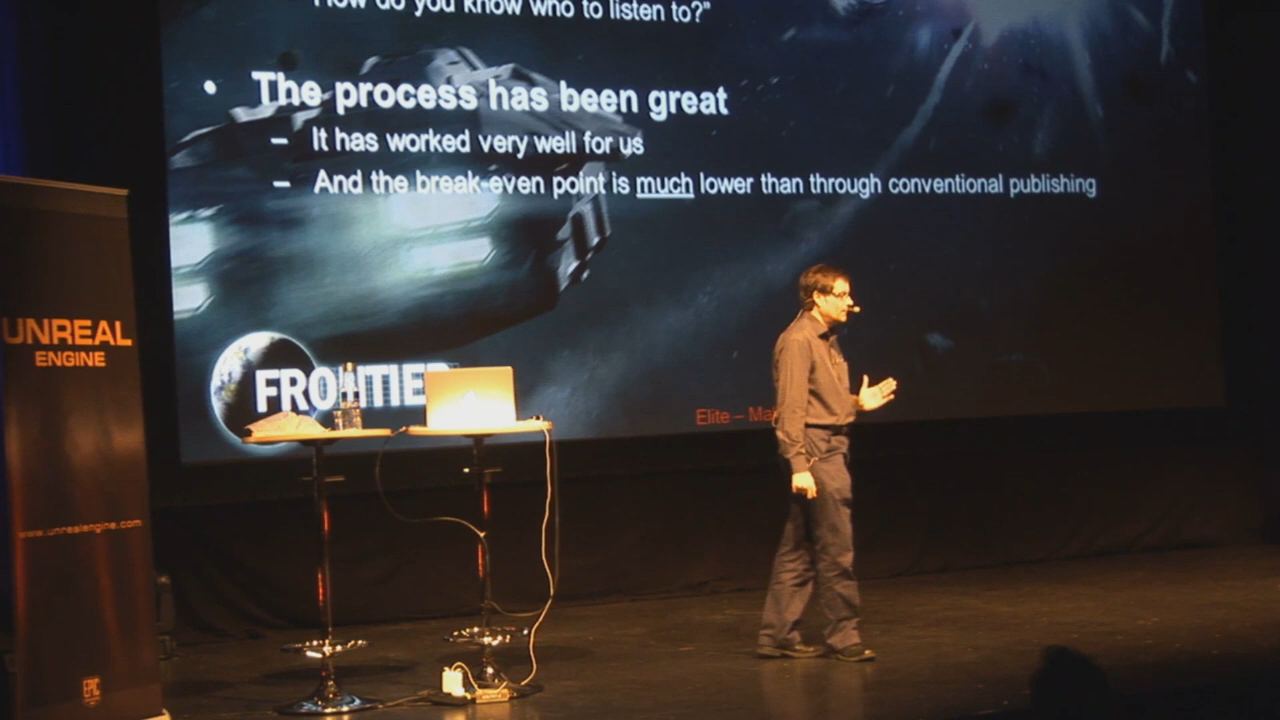 How do you know who to listen to?"
• The process has been great
– It has worked very well for us
– And the break-even point is much lower than through conventional publishing
UNREAL
ENGINE
FRONTIER
Elite –
www.unrealengine.com
EPIC